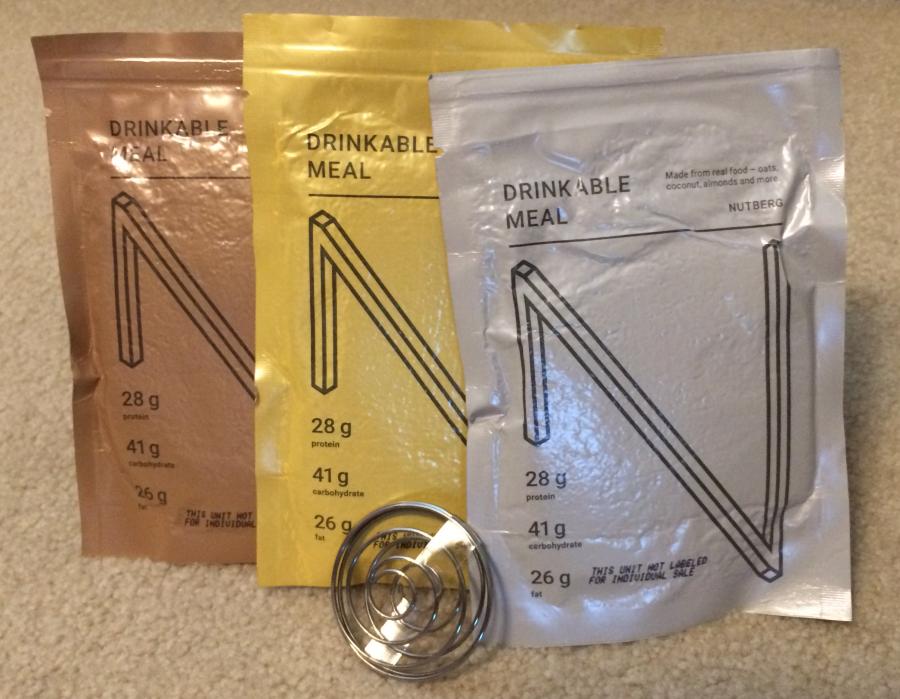 DRINKABLE
MEAL
28 g
protein
41 g
carbohydrate
26 g
fat
THIS UNIT NOT
FOR INDIVIDUAL
DRINKABLE
MEAL
28 g
protein
41 g
carbohydrate
26 g
fat
FOR
DRINKABLE
MEAL
Made from real food – oats,
coconut, almonds and more
NUTBERG
N
28 g
protein
41 g
carbohydrate
26 g
fat
THIS UNIT NOT LABELED
FOR INDIVIDUAL SALE